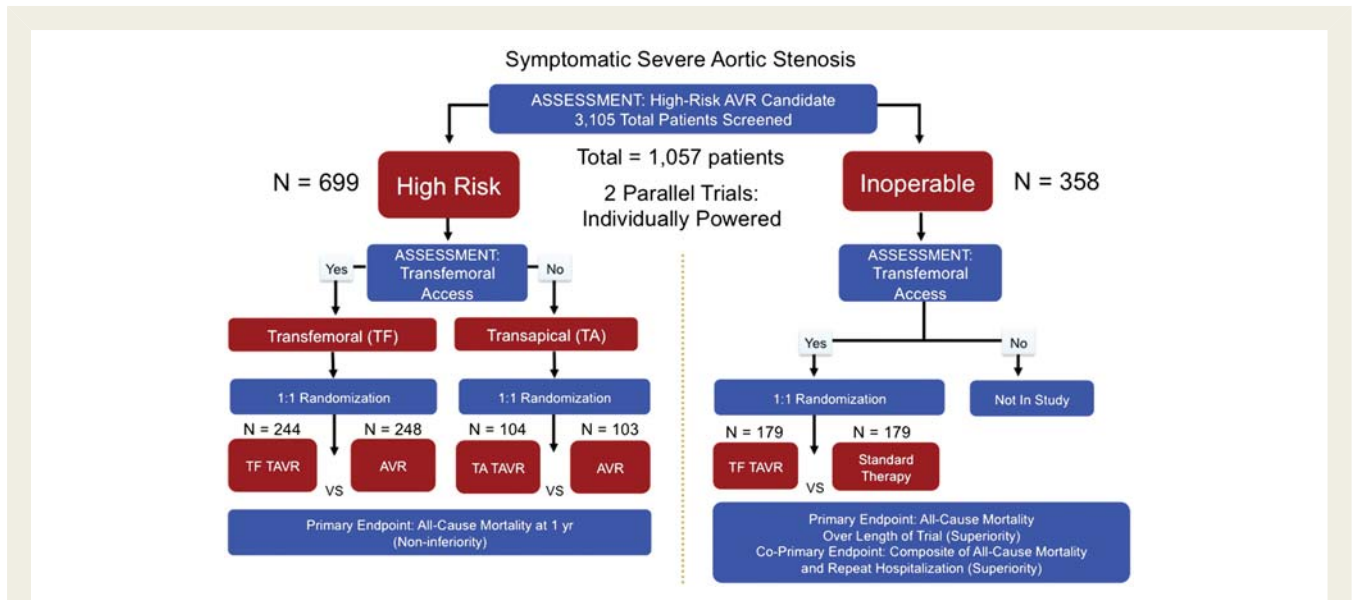 Symptomatic Severe Aortic Stenosis
ASSESSMENT: High-Risk AVR Candidate
3,105 Total Patients Screened
N = 699
High Risk
Total = 1,057 patients
2 Parallel Trials:
Individually Powered
Inoperable
N = 358
ASSESSMENT:
Transfemoral
Access
Yes
No
Transfemoral (TF)
Transapical (TA)
1:1 Randomization
1:1 Randomization
N = 244
N = 248
N = 104
N = 103
TF TAVR
VS
AVR
TA TAVR
VS
AVR
Primary Endpoint: All-Cause Mortality at 1 yr
(Non-inferiority)
ASSESSMENT:
Transfemoral
Access
Yes
No
1:1 Randomization
Not In Study
N = 179
N = 179
TF TAVR
VS
Standard
Therapy
Primary Endpoint: All-Cause Mortality
Over Length of Trial (Superiority)
Co-Primary Endpoint: Composite of All-Cause Mortality
and Repeat Hospitalization (Superiority)